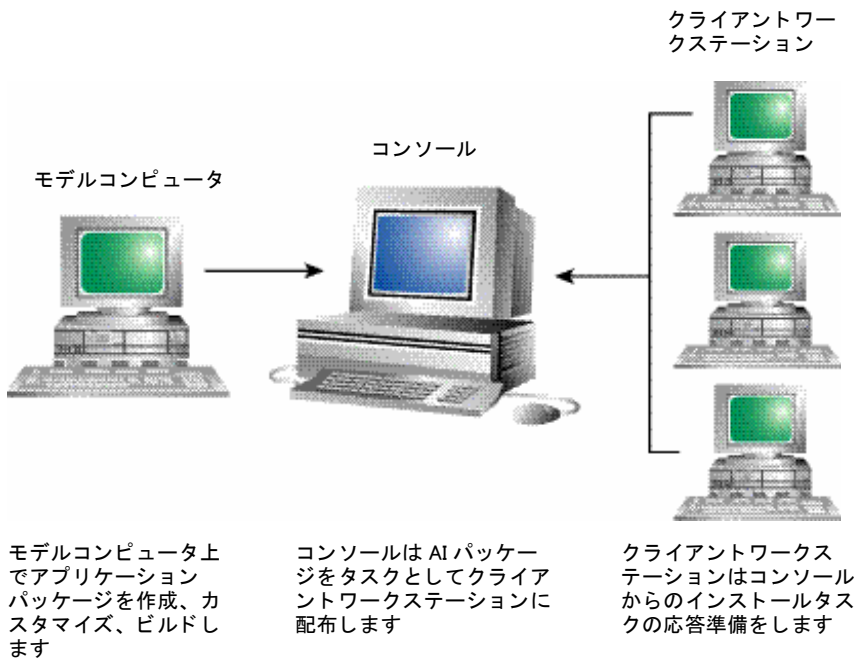 クライアントワー
クステーション
コンソール
モデルコンピュータ
モデルコンピュータ上
でアプリケーション
パッケージを作成、カ
スタマイズ、ビルドし
ます
コンソールは AI パッケー
ジをタスクとしてクライア
ントワークステーションに
配布します
クライアントワークス
テーションはコンソール
からのインストールタス
クの応答準備をします